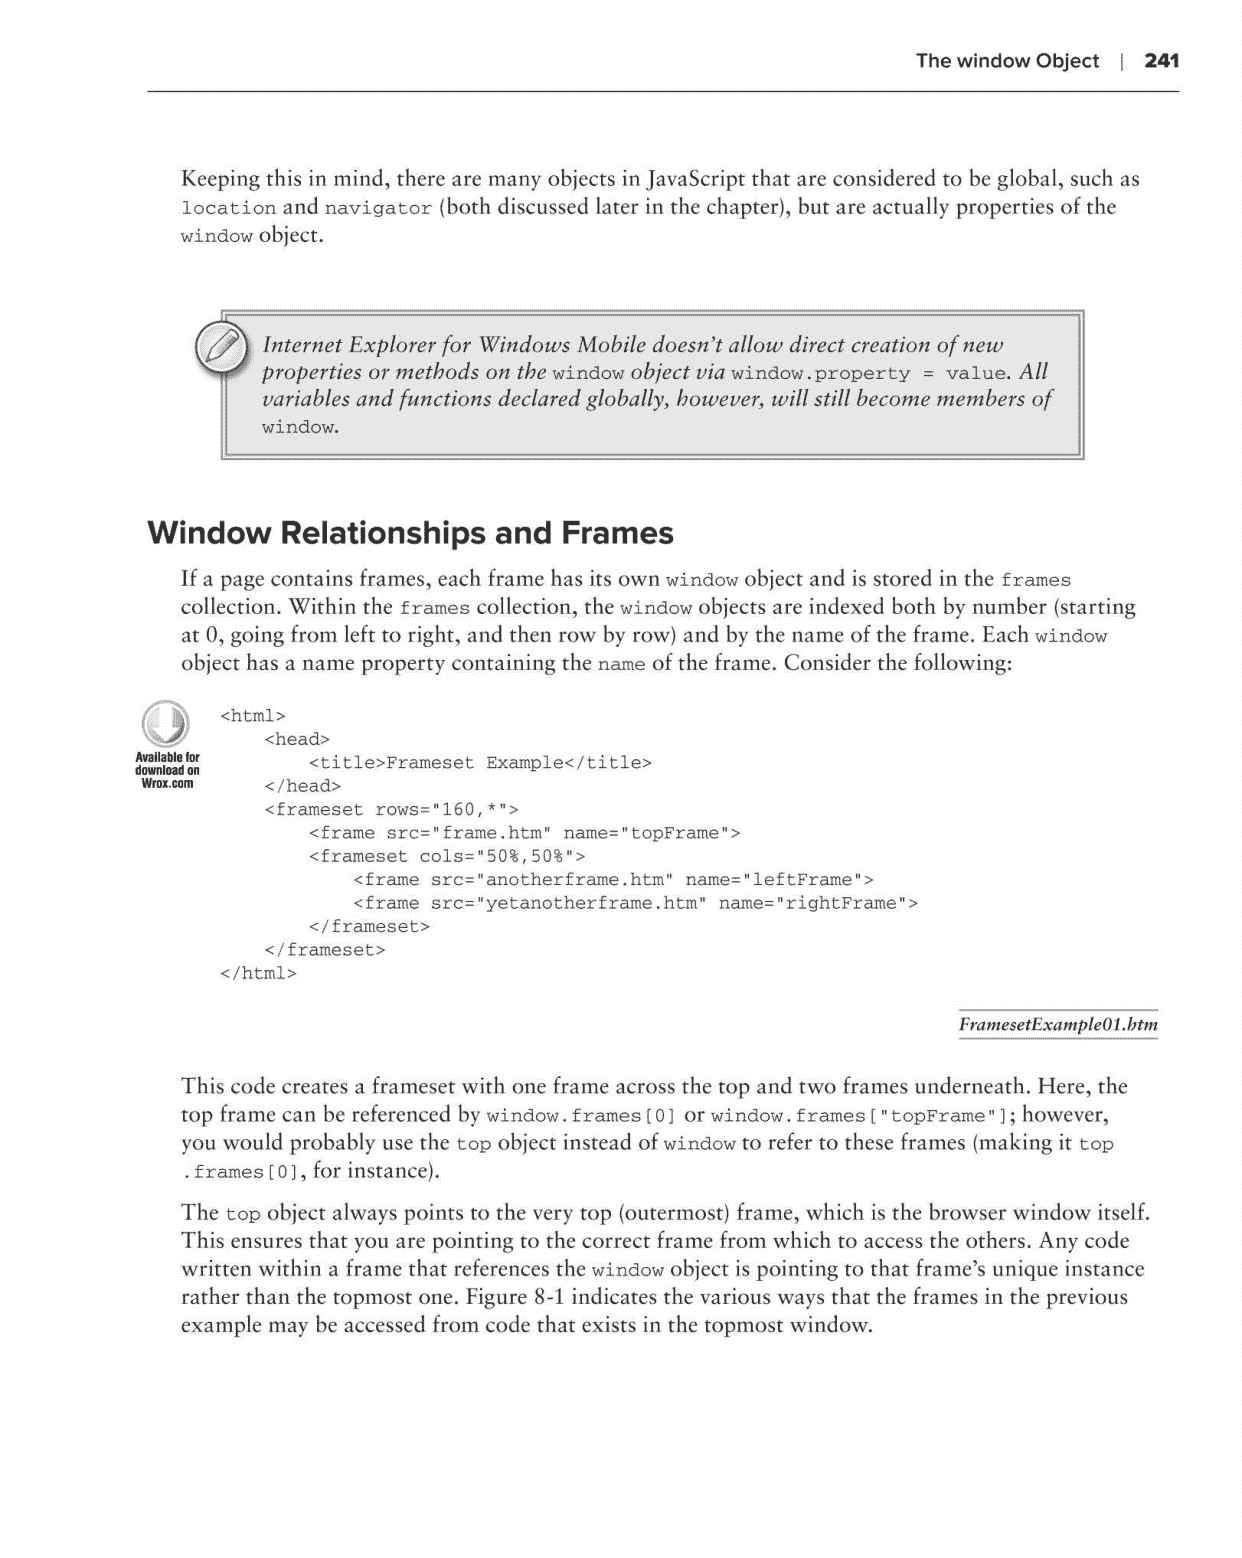 The window Object | 241
Keeping this in mind, there are many objects in JavaScript that are considered to be global, such as
location and navigator (both discussed later in the chapter), but are actually properties of the
window object.
Internet Explorer for Windows Mobile doesn't allow direct creation of new
properties or methods on the window object via window.property = value. All
variables and functions declared globally, however, will still become members of
window.
Window Relationships and Frames
If a page contains frames, each frame has its own window object and is stored in the frames
collection. Within the frames collection, the window objects are indexed both by number (starting
at 0, going from left to right, and then row by row) and by the name of the frame. Each window
object has a name property containing the name of the frame. Consider the following:
Available for
download on
Wrox.com
<html>
    <head>
        <title>Frameset Example</title>
    </head>
    <frameset rows="160,*">
        <frame src="frame.htm" name="topFrame">
        <frameset cols="50%,50%">
            <frame src="anotherframe.htm" name="leftFrame">
            <frame src="yetanotherframe.htm" name="rightFrame">
        </frameset>
    </frameset>
</html>
FramesetExample01.htm
This code creates a frameset with one frame across the top and two frames underneath. Here, the
top frame can be referenced by window.frames[0] or window.frames["topFrame"]; however,
you would probably use the top object instead of window to refer to these frames (making it top
.frames[0], for instance).
The top object always points to the very top (outermost) frame, which is the browser window itself.
This ensures that you are pointing to the correct frame from which to access the others. Any code
written within a frame that references the window object is pointing to that frame's unique instance
rather than the topmost one. Figure 8-1 indicates the various ways that the frames in the previous
example may be accessed from code that exists in the topmost window.